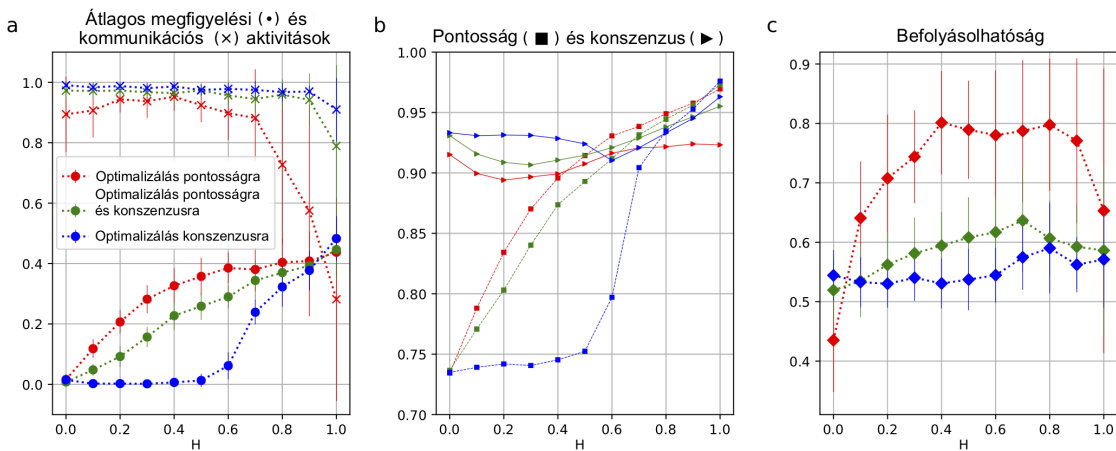 a
Átlagos megfigyelési (•) és
kommunikációs (×) aktivitások
1.0
0.8
0.6
0.4
0.2
0.0
Optimalizálás pontosságra
Optimalizálás pontosságra
és konszenzusra
Optimalizálás konszenzusra
0.0 0.2 0.4 0.6 0.8 1.0
H
b
Pontosság (■) és konszenzus (▶)
1.00
0.95
0.90
0.85
0.80
0.75
0.70
0.0 0.2 0.4 0.6 0.8 1.0
H
c
Befolyásolhatóság
0.9
0.8
0.7
0.6
0.5
0.4
0.0 0.2 0.4 0.6 0.8 1.0
H